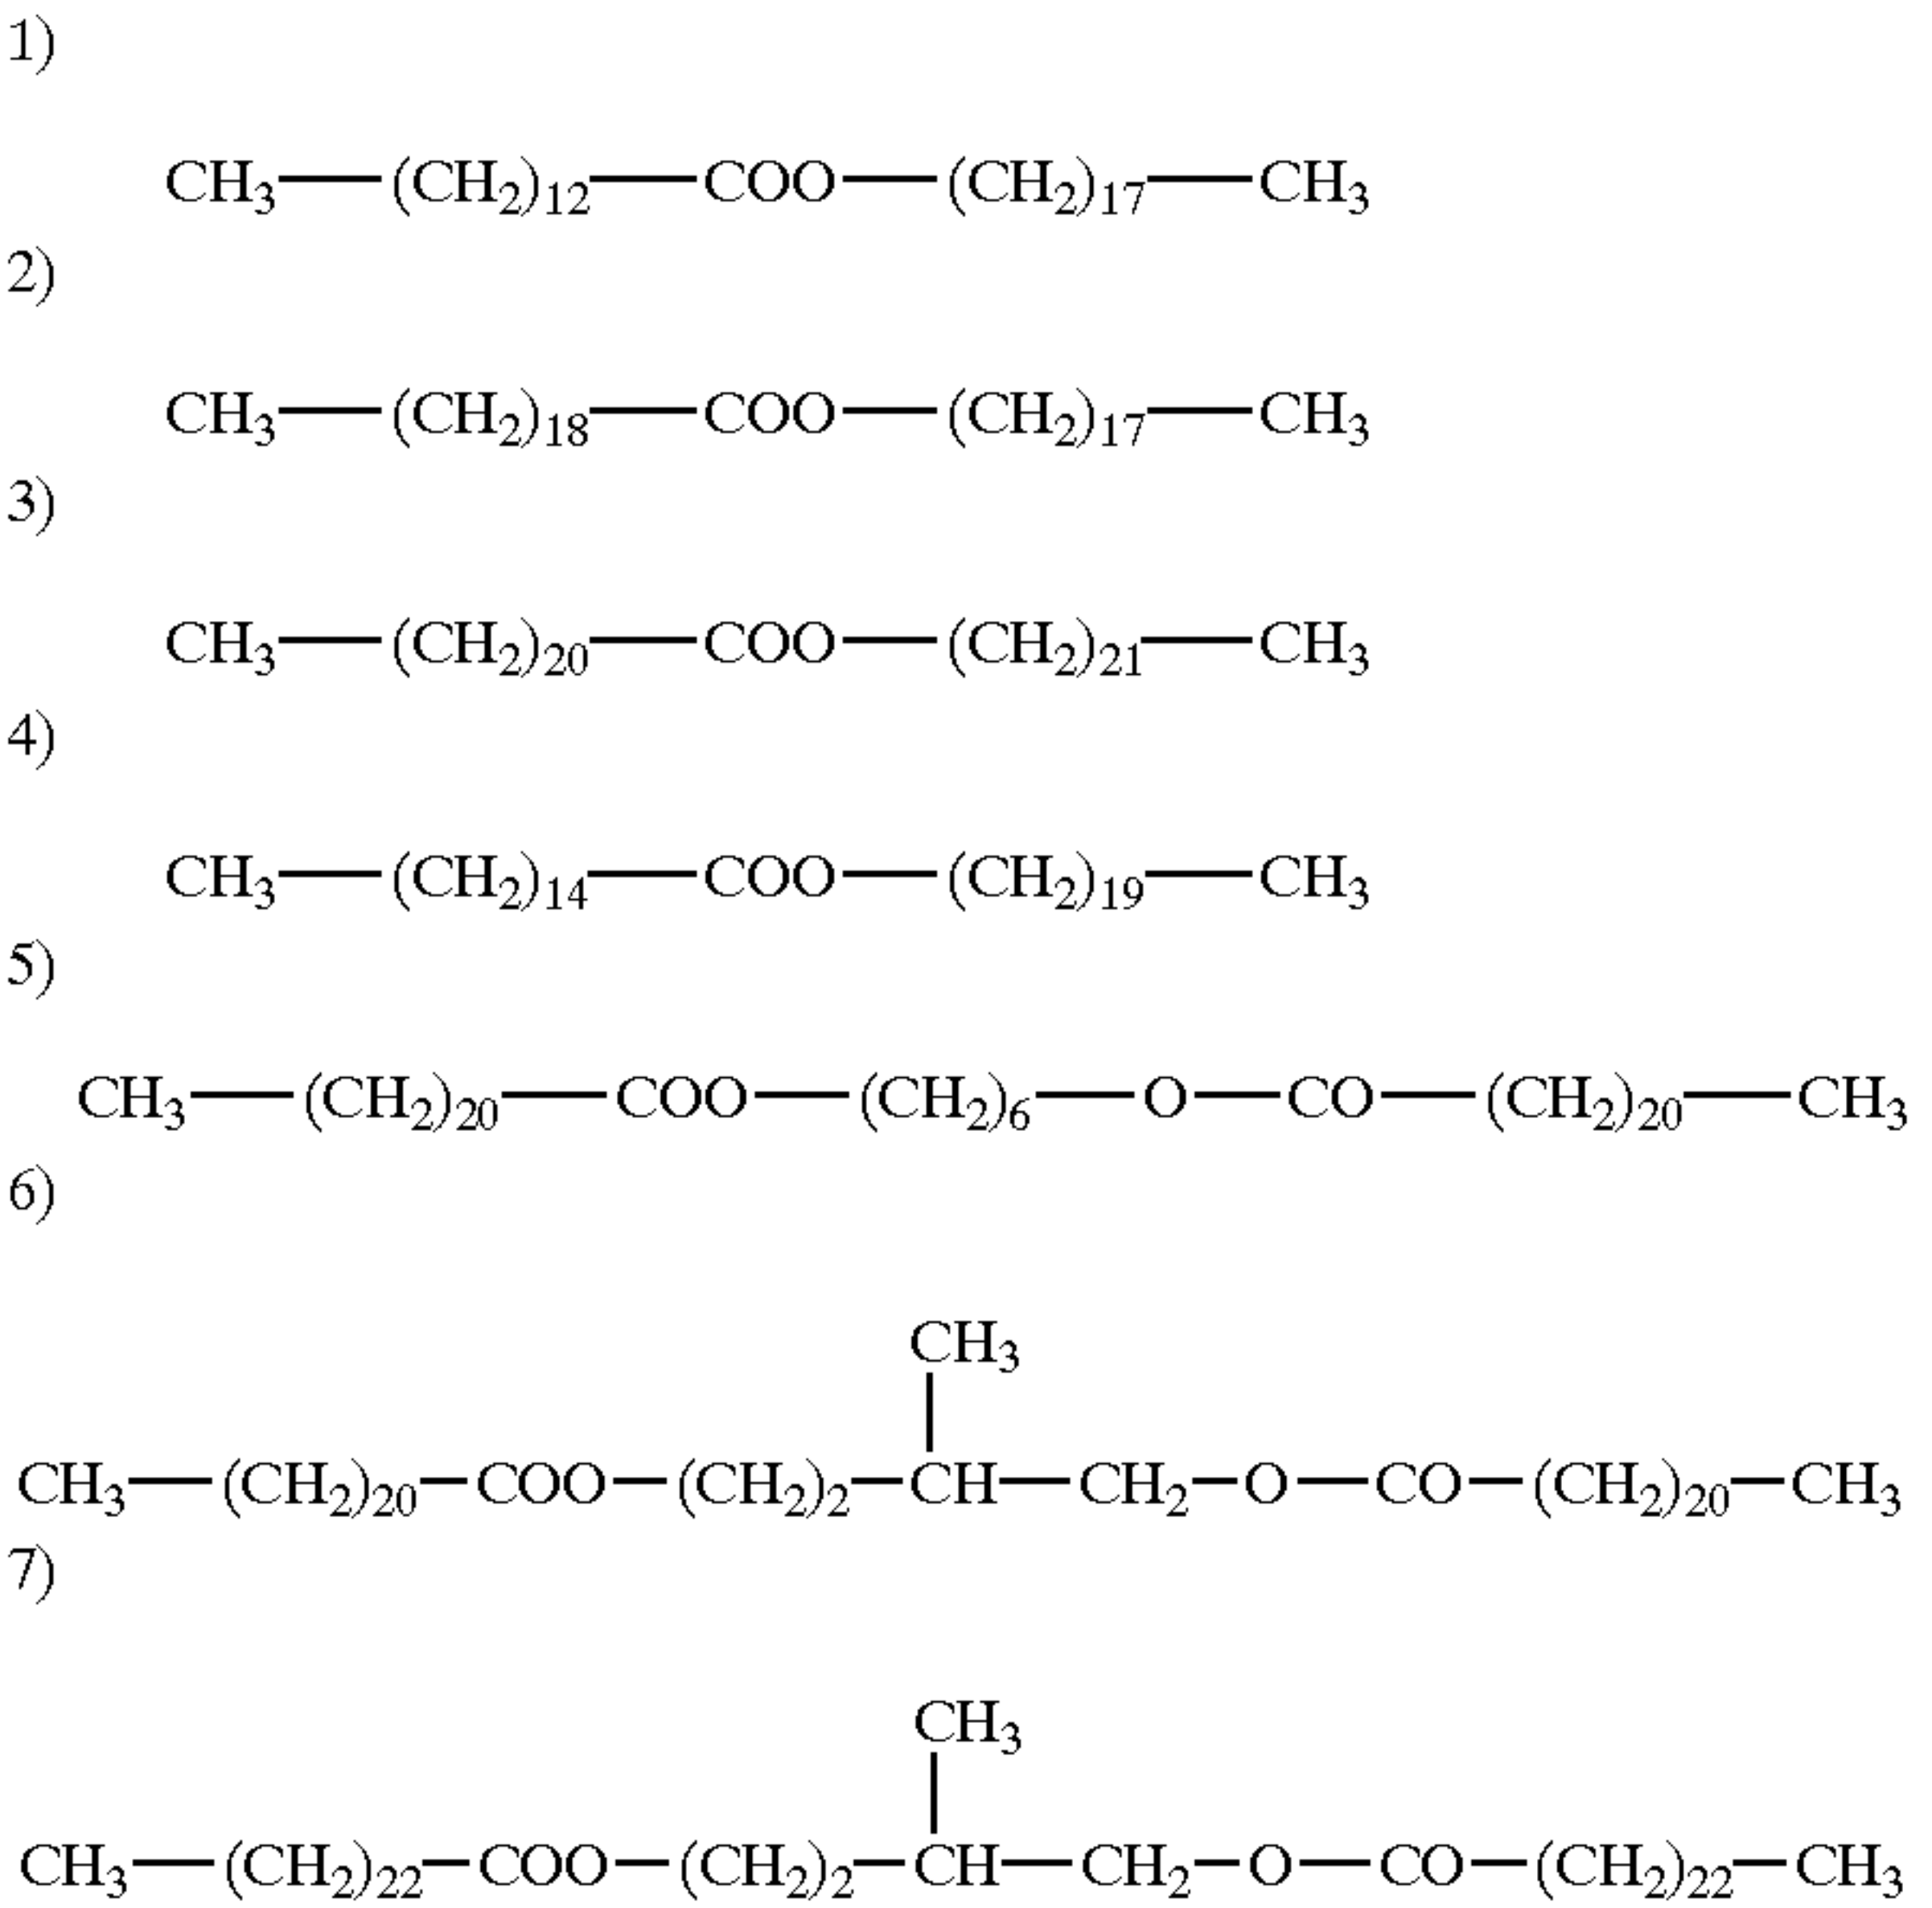 1)
CH₃—(CH₂)₁₂—COO—(CH₂)₁₇—CH₃
2)
CH₃—(CH₂)₁₈—COO—(CH₂)₁₇—CH₃
3)
CH₃—(CH₂)₂₀—COO—(CH₂)₂₁—CH₃
4)
CH₃—(CH₂)₁₄—COO—(CH₂)₁₉—CH₃
5)
CH₃—(CH₂)₂₀—COO—(CH₂)₆—O—CO—(CH₂)₂₀—CH₃
6)
CH₃
CH₃—(CH₂)₂₀—COO—(CH₂)₂—CH—CH₂—O—CO—(CH₂)₂₀—CH₃
7)
CH₃
CH₃—(CH₂)₂₂—COO—(CH₂)₂—CH—CH₂—O—CO—(CH₂)₂₂—CH₃